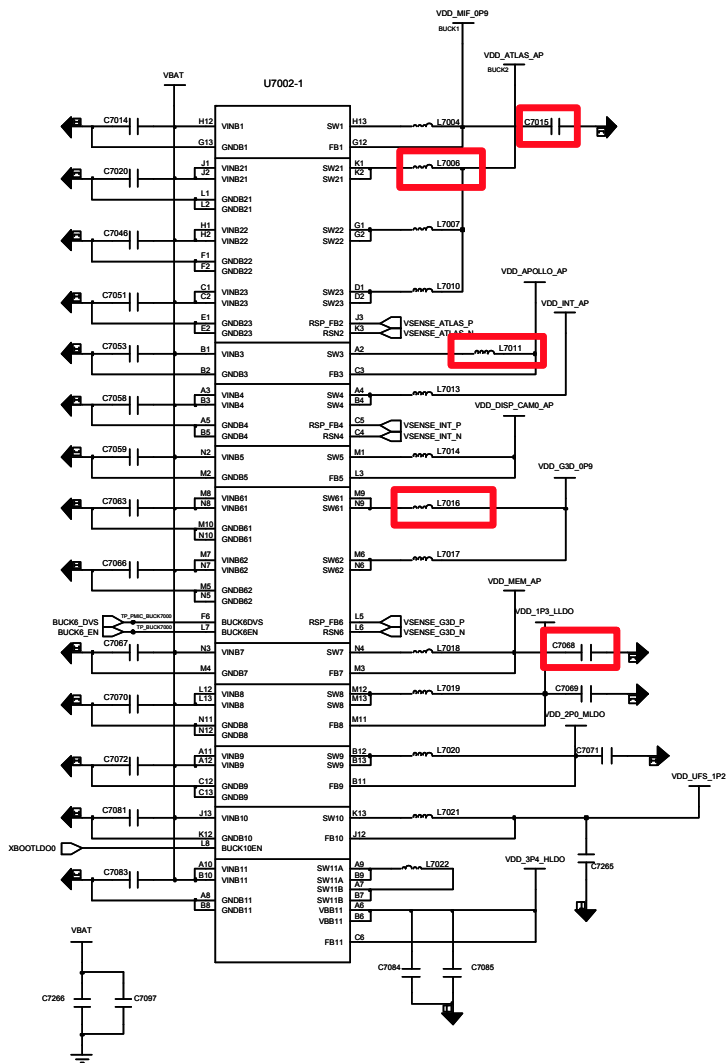 VDD_MIF_0P9
BUCK1
VDD_ATLAS_AP
BUCK2
VBAT
U7002-1
C7014 H12 VINB1 SW1 H13 L7004 C7015
G13 GNDB1 FB1 G12
C7020 J1 VINB21 SW21 K1 L7006
J2 VINB21 SW21 K2
L1 GNDB21
L2 GNDB21
C7046 H1 VINB22 SW22 G1 L7007
H2 VINB22 SW22 G2
F1 GNDB22
F2 GNDB22
VDD_APOLLO_AP
C7051 C1 VINB23 SW23 D1 L7010
C2 VINB23 SW23 D2
VDD_INT_AP
E1 GNDB23 RSP_FB2 J3 VSENSE_ATLAS_P
E2 GNDB23 RSN2 K3 VSENSE_ATLAS_N
C7053 B1 VINB3 SW3 A2 L7011
B2 GNDB3 FB3 C3
C7058 A3 VINB4 SW4 A4 L7013
B3 VINB4 SW4 B4
VDD_DISP_CAM0_AP
A5 GNDB4 RSP_FB4 C5 VSENSE_INT_P
B5 GNDB4 RSN4 C4 VSENSE_INT_N
C7059 N2 VINB5 SW5 M1 L7014
M2 GNDB5 FB5 L3
VDD_G3D_0P9
C7063 M8 VINB61 SW61 M9 L7016
N8 VINB61 SW61 N9
M10 GNDB61
N10 GNDB61
C7066 M7 VINB62 SW62 M6 L7017
N7 VINB62 SW62 N6
M5 GNDB62
N5 GNDB62
VDD_MEM_AP
VDD_1P3_LLDO
BUCK6_DVS TP_PMIC_BUCK7000 F6 BUCK6DVS RSP_FB6 L5 VSENSE_G3D_P
BUCK6_EN TP_BUCK7000 L7 BUCK6EN RSN6 L6 VSENSE_G3D_N
C7067 N3 VINB7 SW7 N4 L7018 C7068
M4 GNDB7 FB7 M3
C7070 L12 VINB8 SW8 M12 L7019 C7069
L13 VINB8 SW8 M13
VDD_2P0_MLDO
N11 GNDB8 FB8 M11
N12 GNDB8
C7072 A11 VINB9 SW9 B12 L7020 C7071
A12 VINB9 SW9 B13
VDD_UFS_1P2
C12 GNDB9 FB9 B11
C13 GNDB9
C7081 J13 VINB10 SW10 K13 L7021
K12 GNDB10 FB10 J12
XBOOTLDO0 L8 BUCK10EN
C7265
VDD_3P4_HLDO
C7083 A10 VINB11 SW11A A9 L7022
B10 VINB11 SW11A B9
SW11B A7
A8 GNDB11 SW11B B7
B8 GNDB11 VBB11 A6
VBB11 B6
FB11 C6
VBAT
C7084 C7085
C7266 C7097